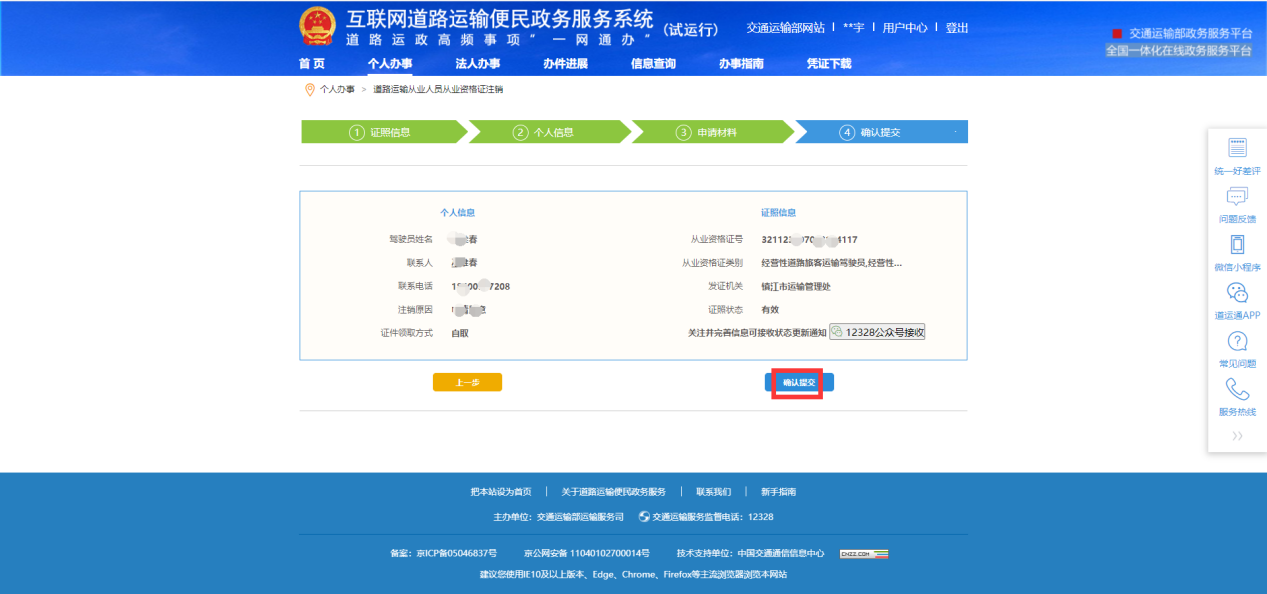 互联网道路运输便民政务服务系统
道路运政高频事项"一网通办"
(试运行)
交通运输部网站 | **宇 | 用户中心 | 登出
交通运输部政务服务平台
全国一体化在线政务服务平台
首 页 个人办事 法人办事 办件进展 信息查询 办事指南 凭证下载
个人办事 > 道路运输从业人员从业资格证注销
1 证照信息 2 个人信息 3 申请材料 4 确认提交
个人信息 证照信息
驾驶员姓名 春 从业资格证号 32112 70 4117
联系人 春 从业资格证类别 经营性道路旅客运输驾驶员,经营性...
联系电话 1 00 7208 发证机关 镇江市运输管理处
注销原因 证照状态 有效
证件领取方式 自取 关注并完善信息可接收状态更新通知 12328公众号接收
上一步 确认提交
统一好差评
问题反馈
微信小程序
道运通APP
常见问题
服务热线
把本站设为首页 | 关于道路运输便民政务服务 | 联系我们 | 新手指南
主办单位：交通运输部运输服务司 交通运输服务监督电话：12328
备案：京ICP备05046837号 京公网安备 11040102700014号 技术支持单位：中国交通通信信息中心 CNZZ.COM
建议您使用IE10及以上版本、Edge、Chrome、Firefox等主流浏览器浏览本网站